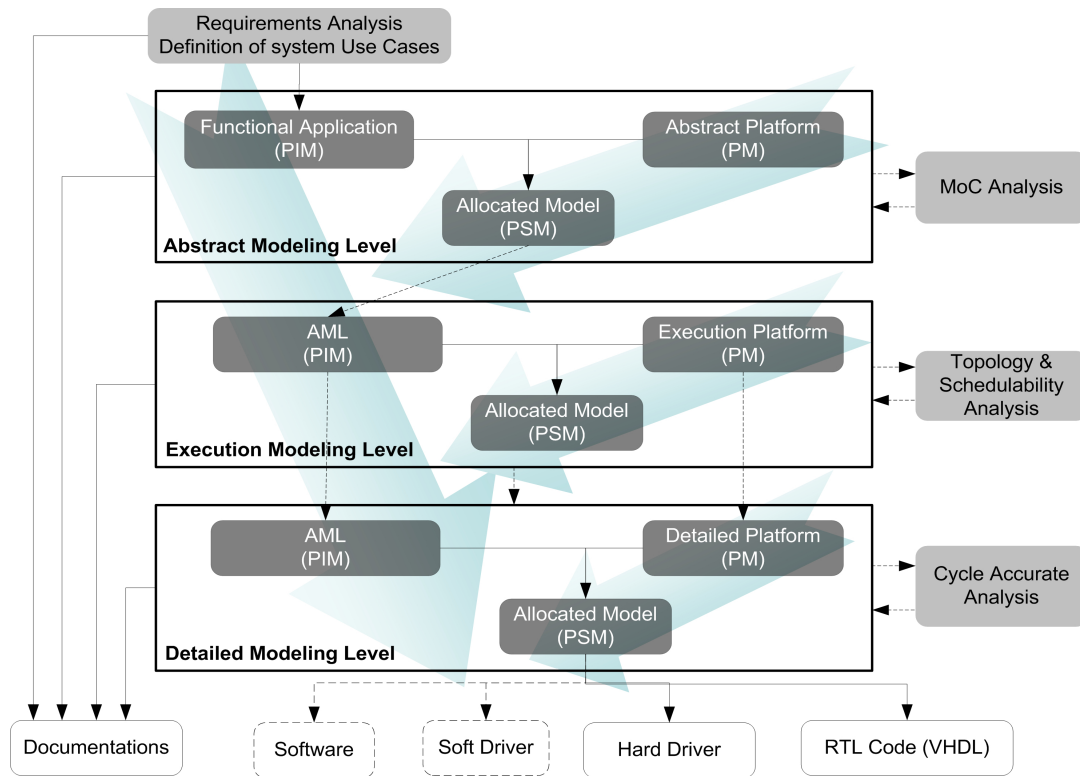 Requirements Analysis
Definition of system Use Cases
Functional Application
(PIM)
Abstract Platform
(PM)
MoC Analysis
Allocated Model
(PSM)
Abstract Modeling Level
AML
(PIM)
Execution Platform
(PM)
Topology &
Schedulability
Analysis
Allocated Model
(PSM)
Execution Modeling Level
AML
(PIM)
Detailed Platform
(PM)
Cycle Accurate
Analysis
Allocated Model
(PSM)
Detailed Modeling Level
Documentations
Software
Soft Driver
Hard Driver
RTL Code (VHDL)